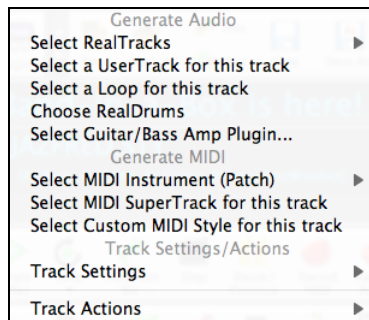 Generate Audio
Select RealTracks
Select a UserTrack for this track
Select a Loop for this track
Choose RealDrums
Select Guitar/Bass Amp Plugin...
Generate MIDI
Select MIDI Instrument (Patch)
Select MIDI SuperTrack for this track
Select Custom MIDI Style for this track
Track Settings/Actions
Track Settings
Track Actions